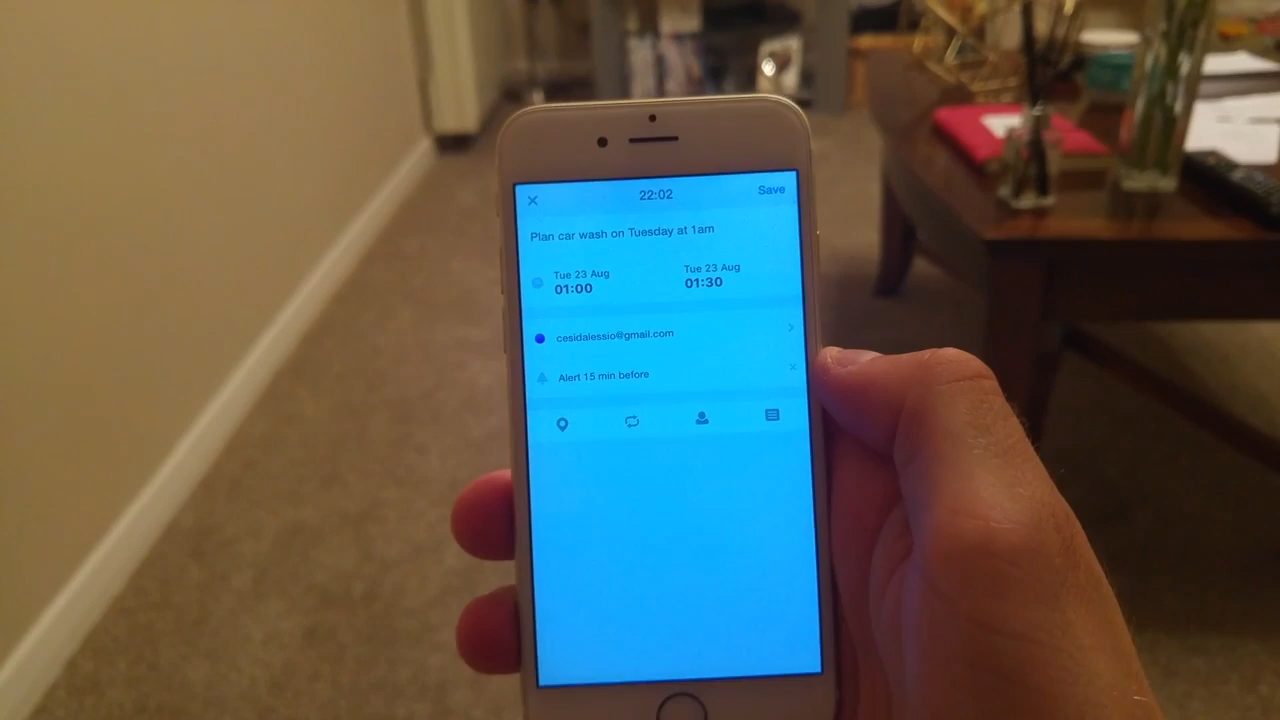 22:02 Save
Plan car wash on Tuesday at 1am
Tue 23 Aug Tue 23 Aug
01:00 01:30
cesidalessio@gmail.com
Alert 15 min before